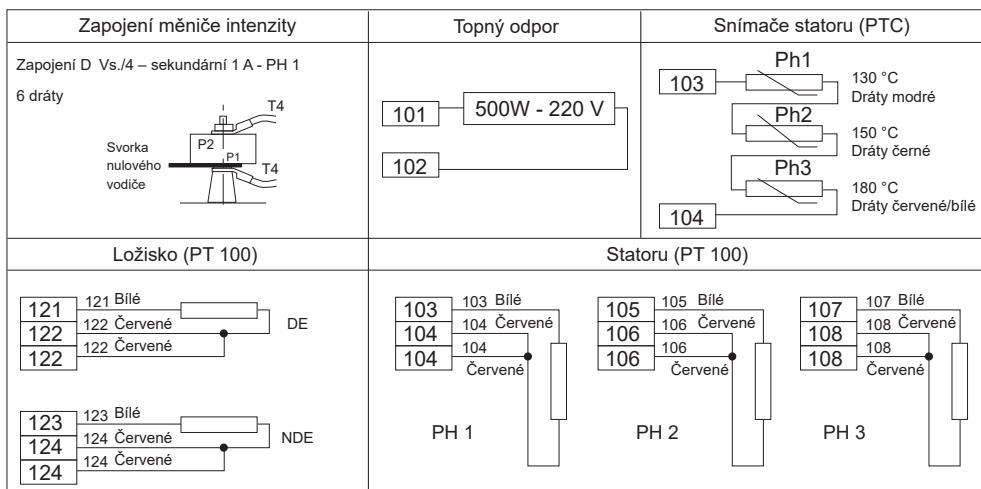 Zapojení měniče intenzity
Zapojení D Vs./4 – sekundární 1 A - PH 1
6 dráty
T4
P2
P1
T4
Svorka
nulového
vodiče
Topný odpor
101
500W - 220 V
102
Snímače statoru (PTC)
Ph1
103
130 °C
Dráty modré
Ph2
150 °C
Dráty černé
Ph3
180 °C
Dráty červené/bílé
104
Ložisko (PT 100)
121
121 Bílé
122
122 Červené
DE
122
122 Červené
123
123 Bílé
124
124 Červené
NDE
124
124 Červené
Statoru (PT 100)
103
103 Bílé
104
104 Červené
104
104
Červené
PH 1
105
105 Bílé
106
106 Červené
106
106
Červené
PH 2
107
107 Bílé
108
108 Červené
108
108
Červené
PH 3